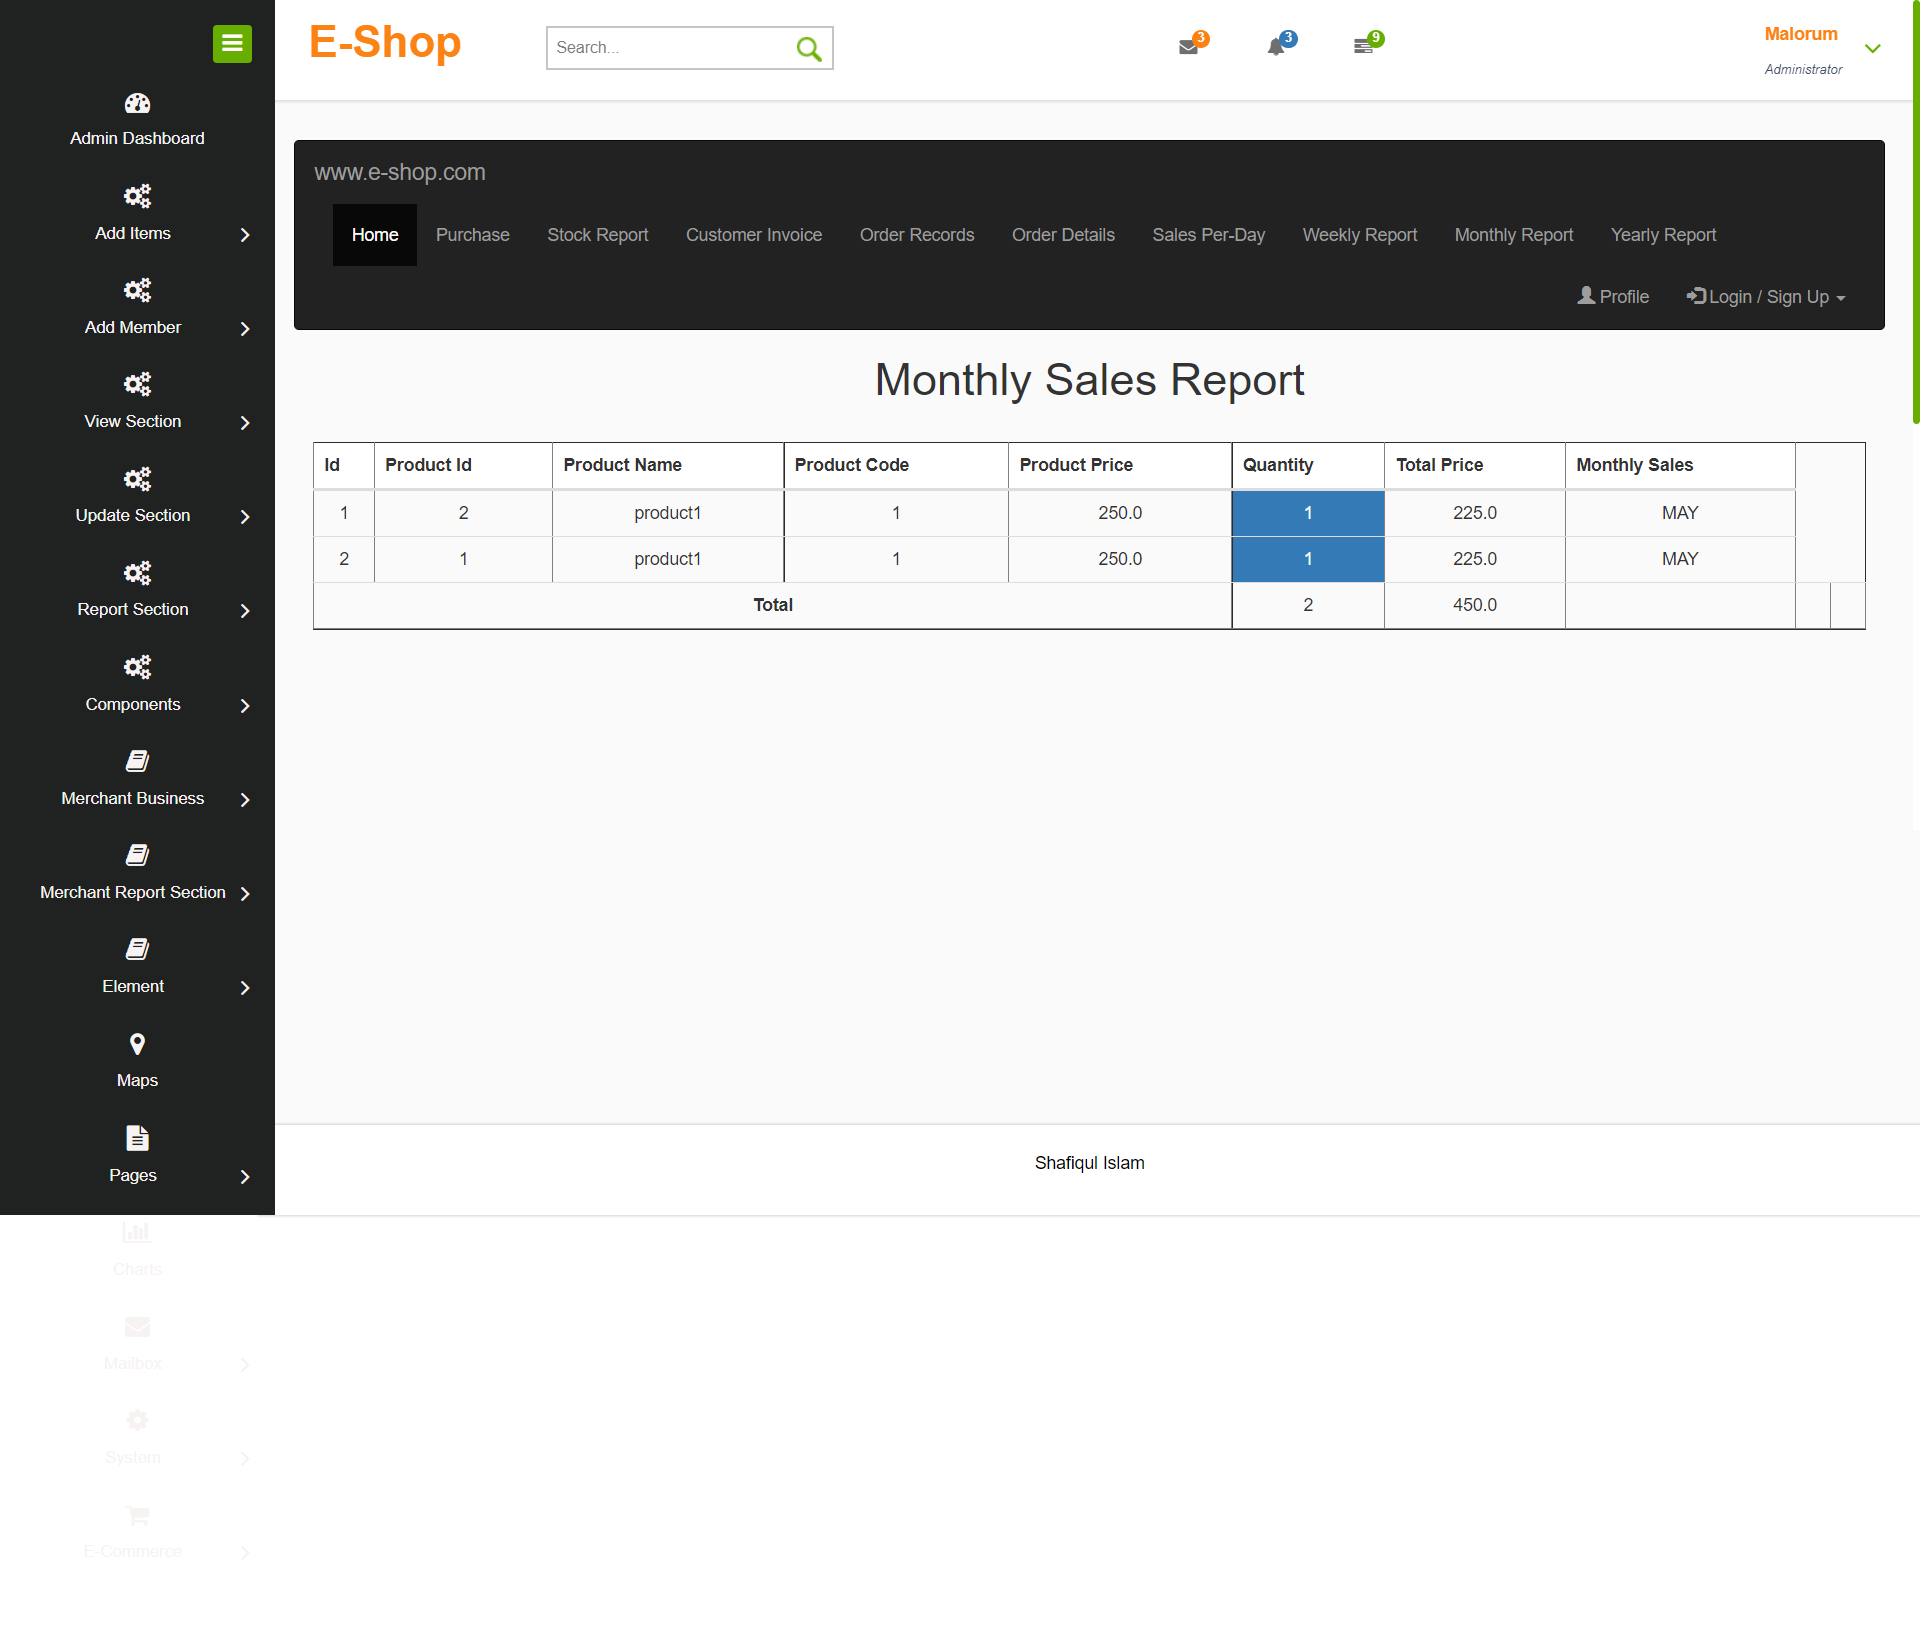 E-Shop
Search...
3
3
9
Malorum
Administrator
Admin Dashboard
Add Items
Add Member
View Section
Update Section
Report Section
Components
Merchant Business
Merchant Report Section
Element
Maps
Pages
Charts
Mailbox
System
E-Commerce
www.e-shop.com
Home Purchase Stock Report Customer Invoice Order Records Order Details Sales Per-Day Weekly Report Monthly Report Yearly Report
Profile Login / Sign Up
Monthly Sales Report
Id Product Id Product Name Product Code Product Price Quantity Total Price Monthly Sales
1 2 product1 1 250.0 1 225.0 MAY
2 1 product1 1 250.0 1 225.0 MAY
Total 2 450.0
Shafiqul Islam